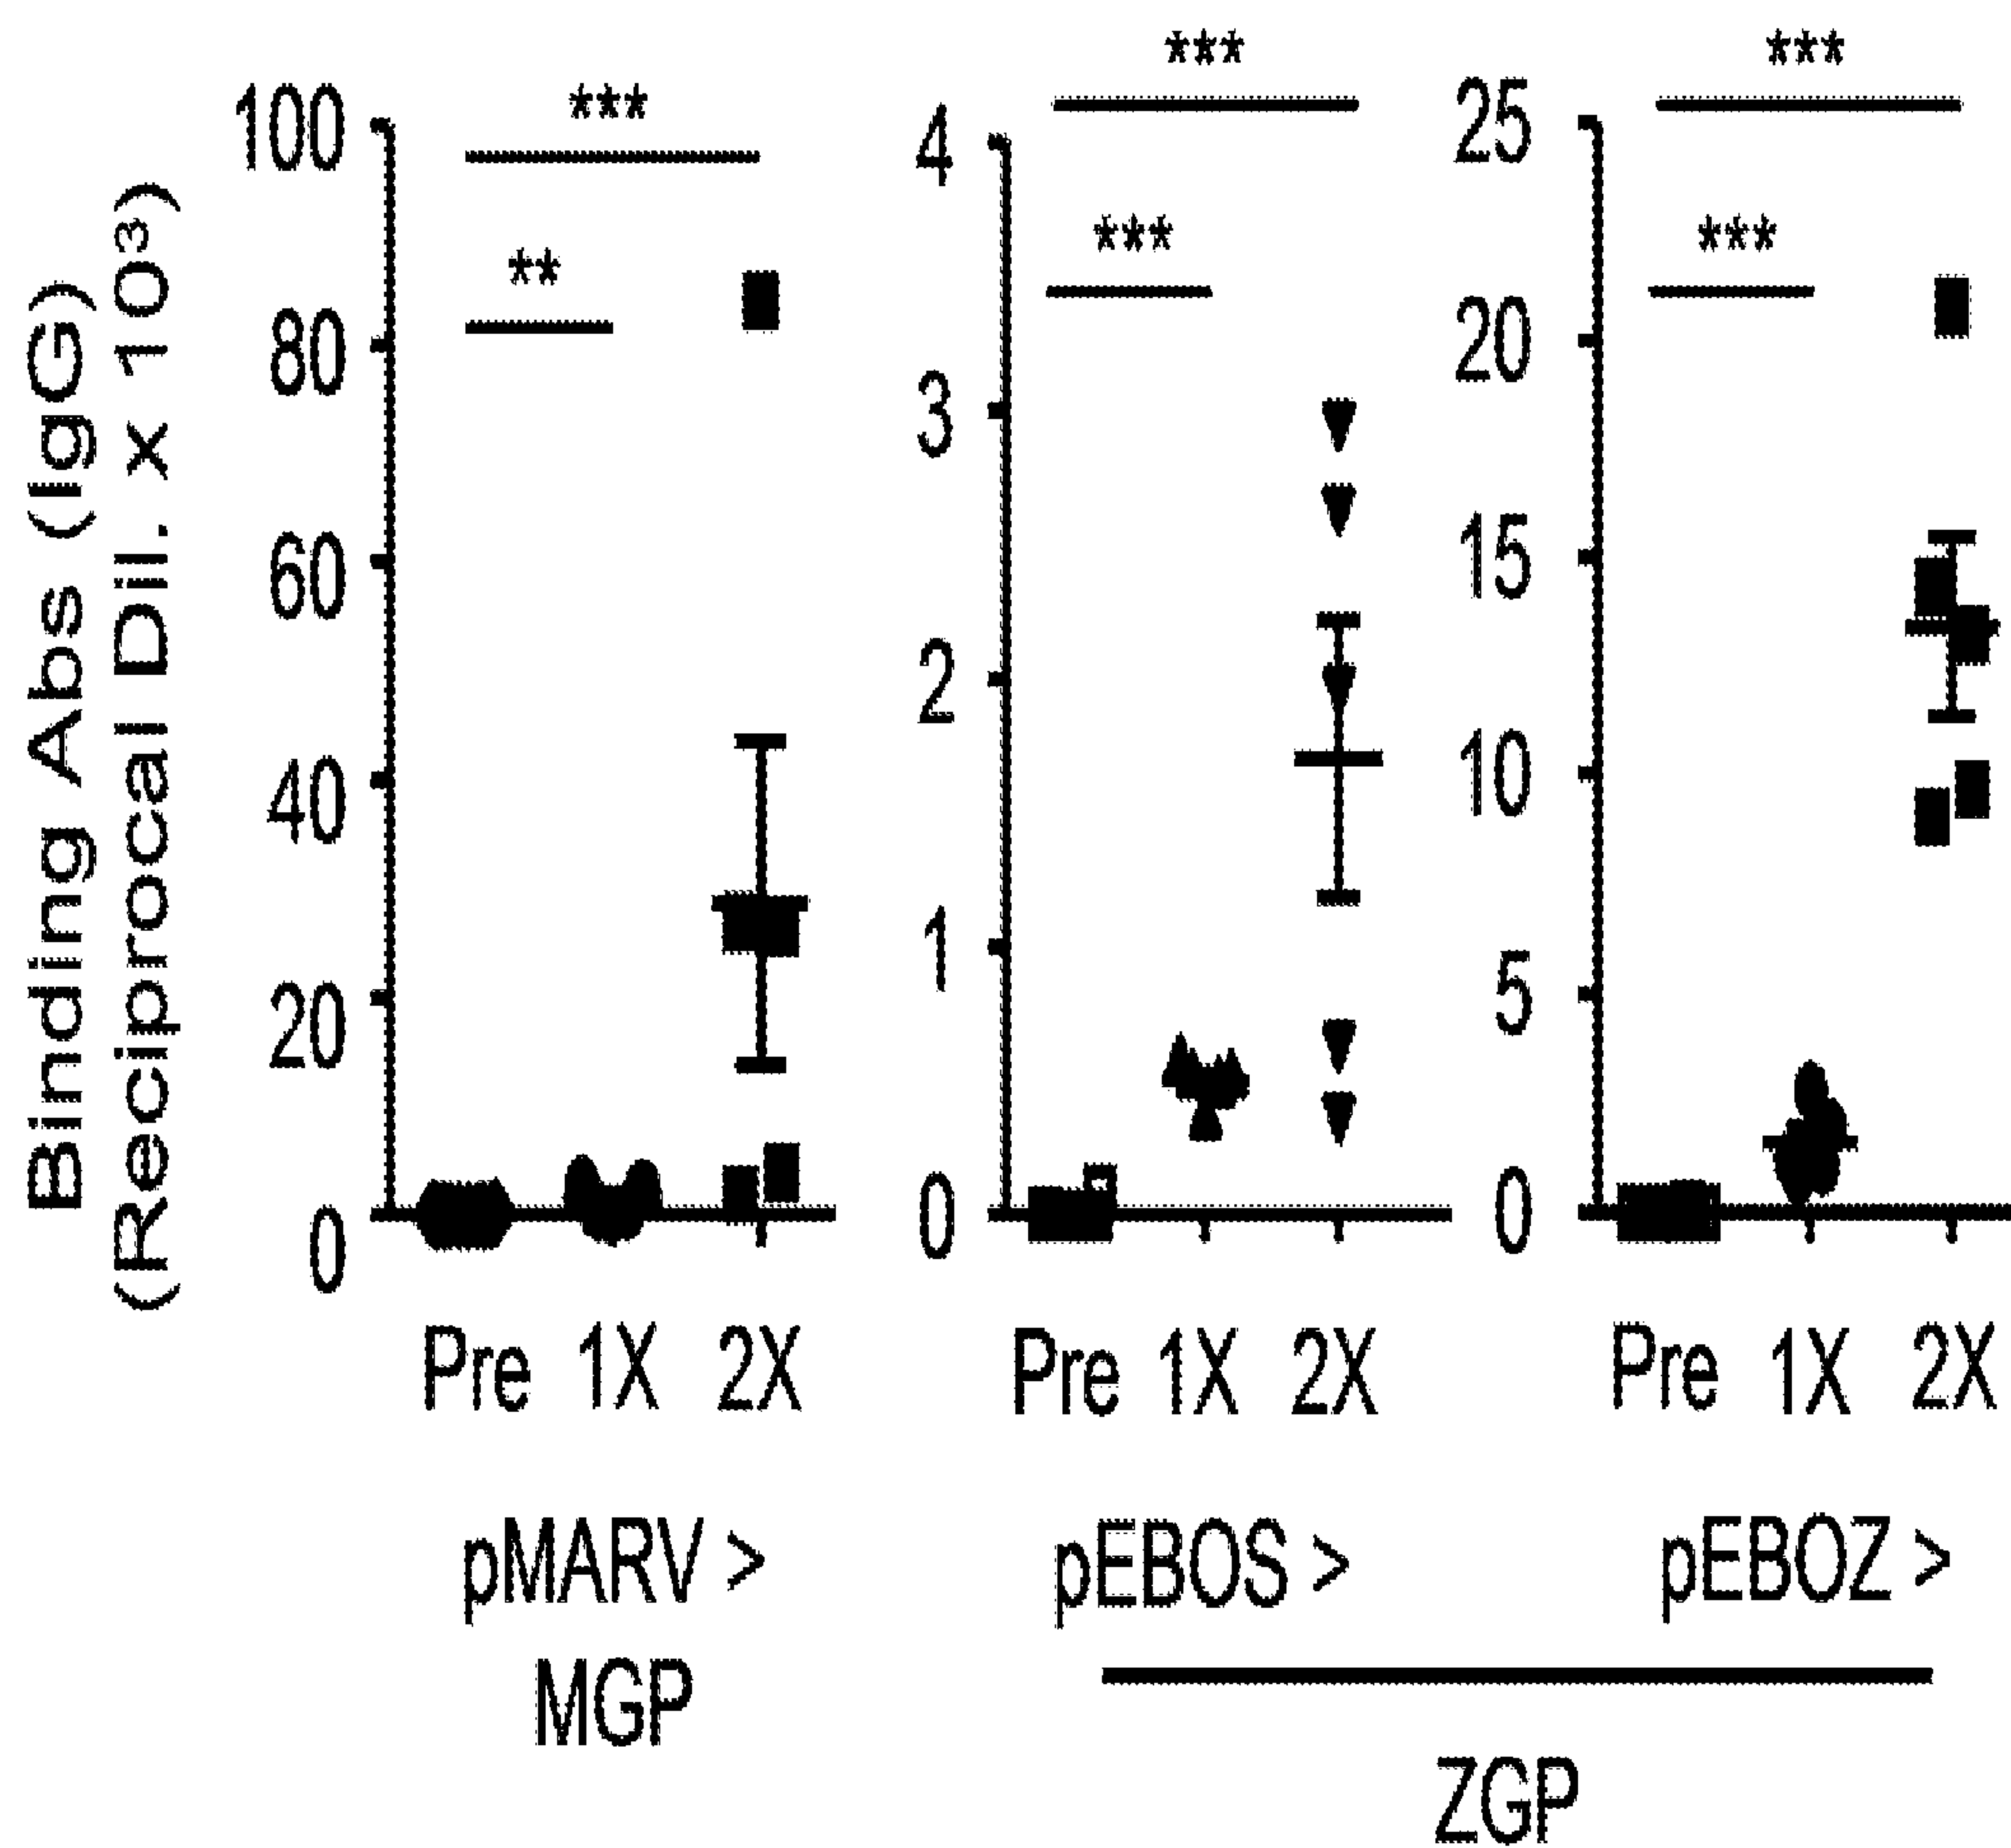 Binding Abs (IgG)
(Reciprocal Dil. x 10³)
100
80
60
40
20
0
***
**
Pre 1X 2X
pMARV >
MGP
4
3
2
1
0
***
***
Pre 1X 2X
pEBOS >
25
20
15
10
5
0
***
***
Pre 1X 2X
pEBOZ >
ZGP